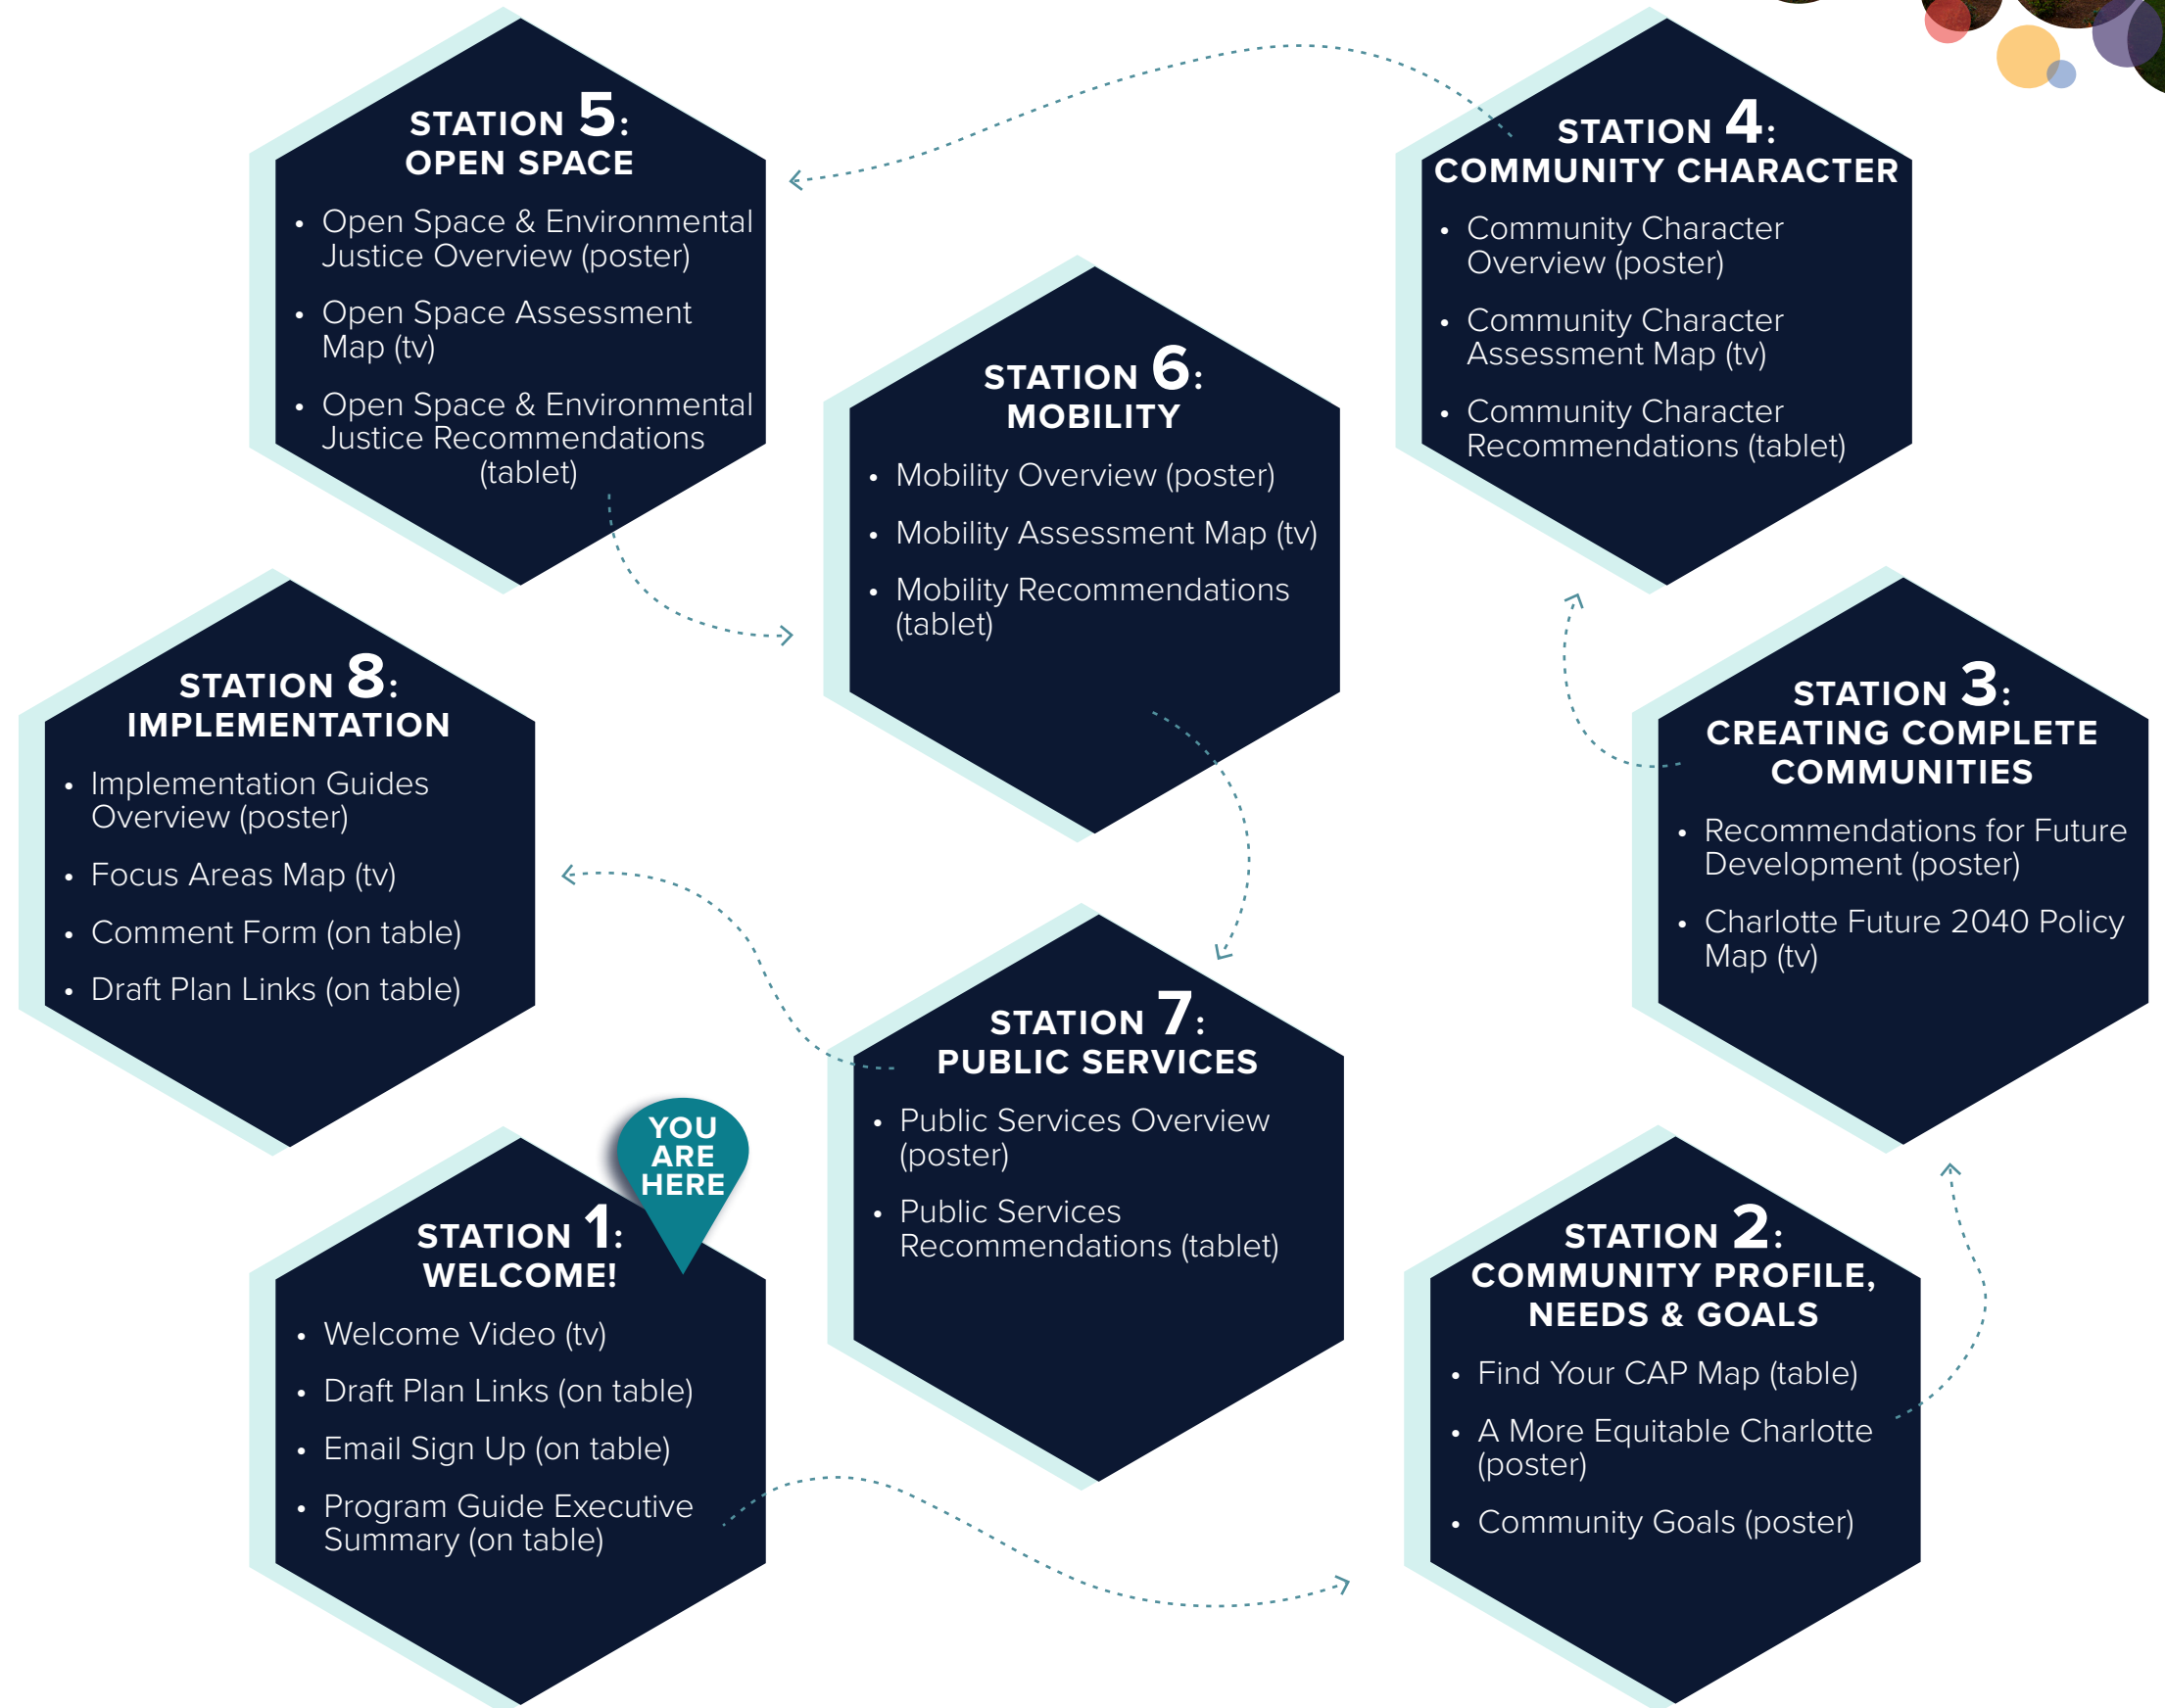 STATION 5:
OPEN SPACE
• Open Space & Environmental
Justice Overview (poster)
• Open Space Assessment
Map (tv)
• Open Space & Environmental
Justice Recommendations
(tablet)
STATION 4:
COMMUNITY CHARACTER
• Community Character
Overview (poster)
• Community Character
Assessment Map (tv)
• Community Character
Recommendations (tablet)
STATION 6:
MOBILITY
• Mobility Overview (poster)
• Mobility Assessment Map (tv)
• Mobility Recommendations
(tablet)
STATION 8:
IMPLEMENTATION
• Implementation Guides
Overview (poster)
• Focus Areas Map (tv)
• Comment Form (on table)
• Draft Plan Links (on table)
STATION 3:
CREATING COMPLETE
COMMUNITIES
• Recommendations for Future
Development (poster)
• Charlotte Future 2040 Policy
Map (tv)
STATION 7:
PUBLIC SERVICES
• Public Services Overview
(poster)
• Public Services
Recommendations (tablet)
YOU
ARE
HERE
STATION 1:
WELCOME!
• Welcome Video (tv)
• Draft Plan Links (on table)
• Email Sign Up (on table)
• Program Guide Executive
Summary (on table)
STATION 2:
COMMUNITY PROFILE,
NEEDS & GOALS
• Find Your CAP Map (table)
• A More Equitable Charlotte
(poster)
• Community Goals (poster)